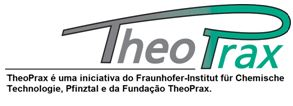 TheoPrax
TheoPrax é uma iniciativa do Fraunhofer-Institut für Chemische
Technologie, Pfinztal e da Fundação TheoPrax.